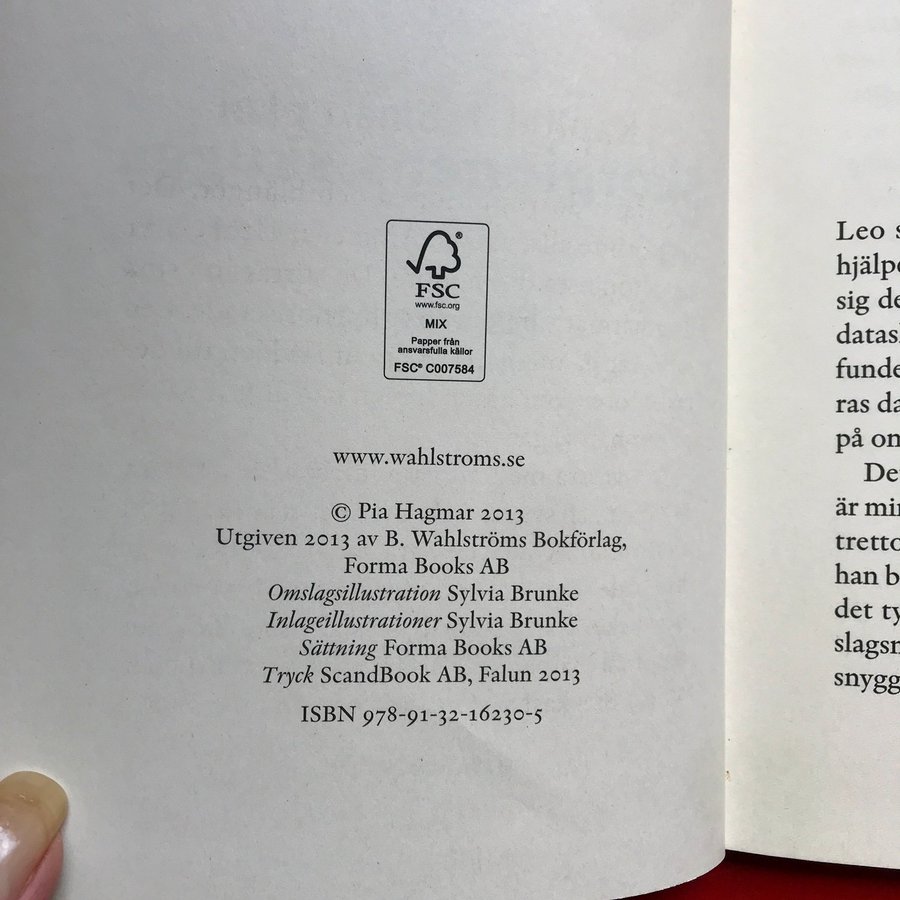 FSC®
www.fsc.org
MIX
Papper från
ansvarsfulla källor
FSC® C007584
www.wahlstroms.se
© Pia Hagmar 2013
Utgiven 2013 av B. Wahlströms Bokförlag,
Forma Books AB
Omslagsillustration Sylvia Brunke
Inlageillustrationer Sylvia Brunke
Sättning Forma Books AB
Tryck ScandBook AB, Falun 2013
ISBN 978-91-32-16230-5
Leo
sig
ras
på
är
han
det